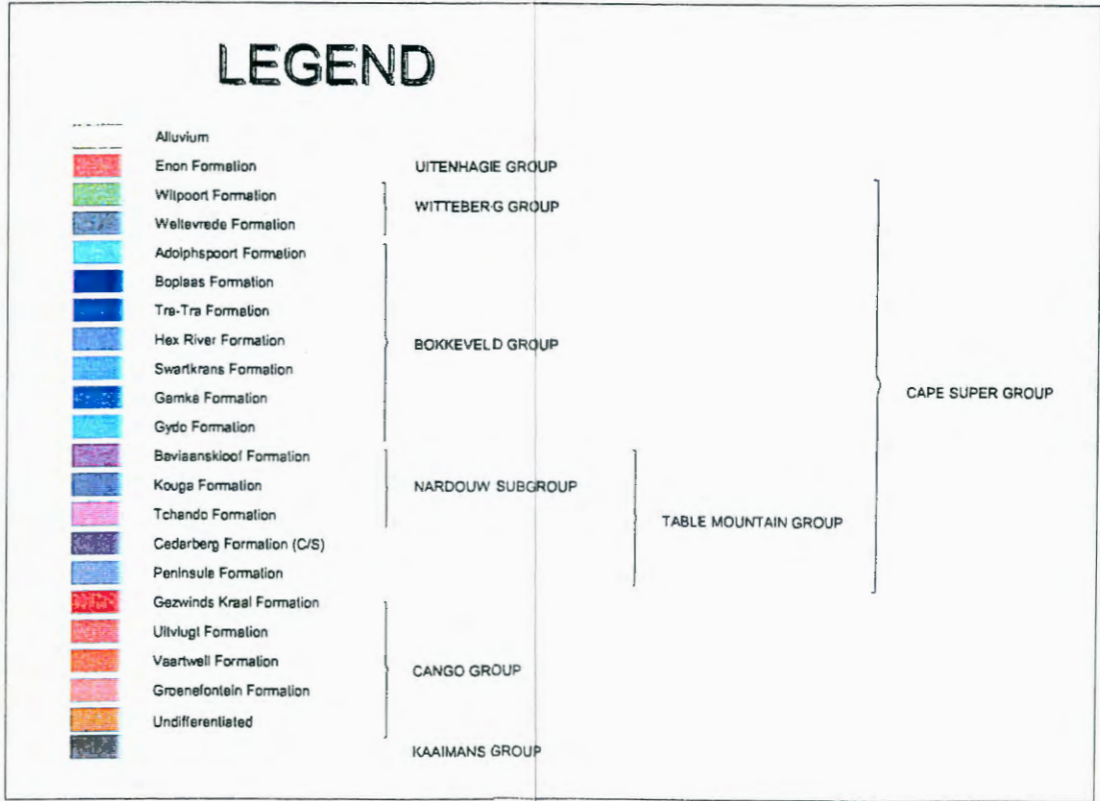 LEGEND
Alluvium
Enon Formation
UITENHAGIE GROUP
Witpoort Formation
Weltevrede Formation
WITTEBERG GROUP
Adolphspoort Formation
Boplaas Formation
Tra-Tra Formation
Hex River Formation
Swartkrans Formation
Gamka Formation
Gydo Formation
BOKKEVELD GROUP
Baviaanskloof Formation
Kouga Formation
Tchando Formation
NARDOUW SUBGROUP
Cedarberg Formation (C/S)
Peninsula Formation
TABLE MOUNTAIN GROUP
CAPE SUPER GROUP
Gezwinds Kraal Formation
Uitvlugt Formation
Vaartwell Formation
Groenefontein Formation
Undifferentiated
CANGO GROUP
KAAIMANS GROUP